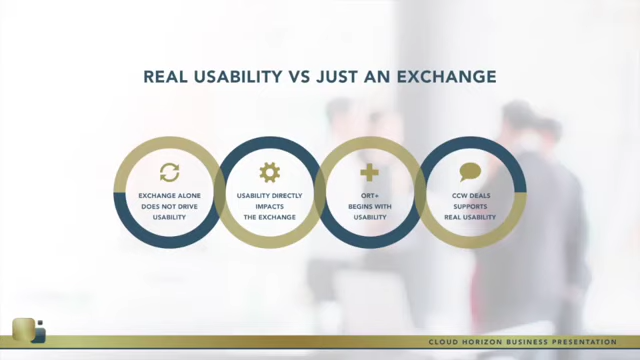 REAL USABILITY VS JUST AN EXCHANGE
EXCHANGE ALONE
DOES NOT DRIVE
USABILITY
USABILITY DIRECTLY
IMPACTS
THE EXCHANGE
ORT+
BEGINS WITH
USABILITY
CCW DEALS
SUPPORTS
REAL USABILITY
CLOUD HORIZON BUSINESS PRESENTATION